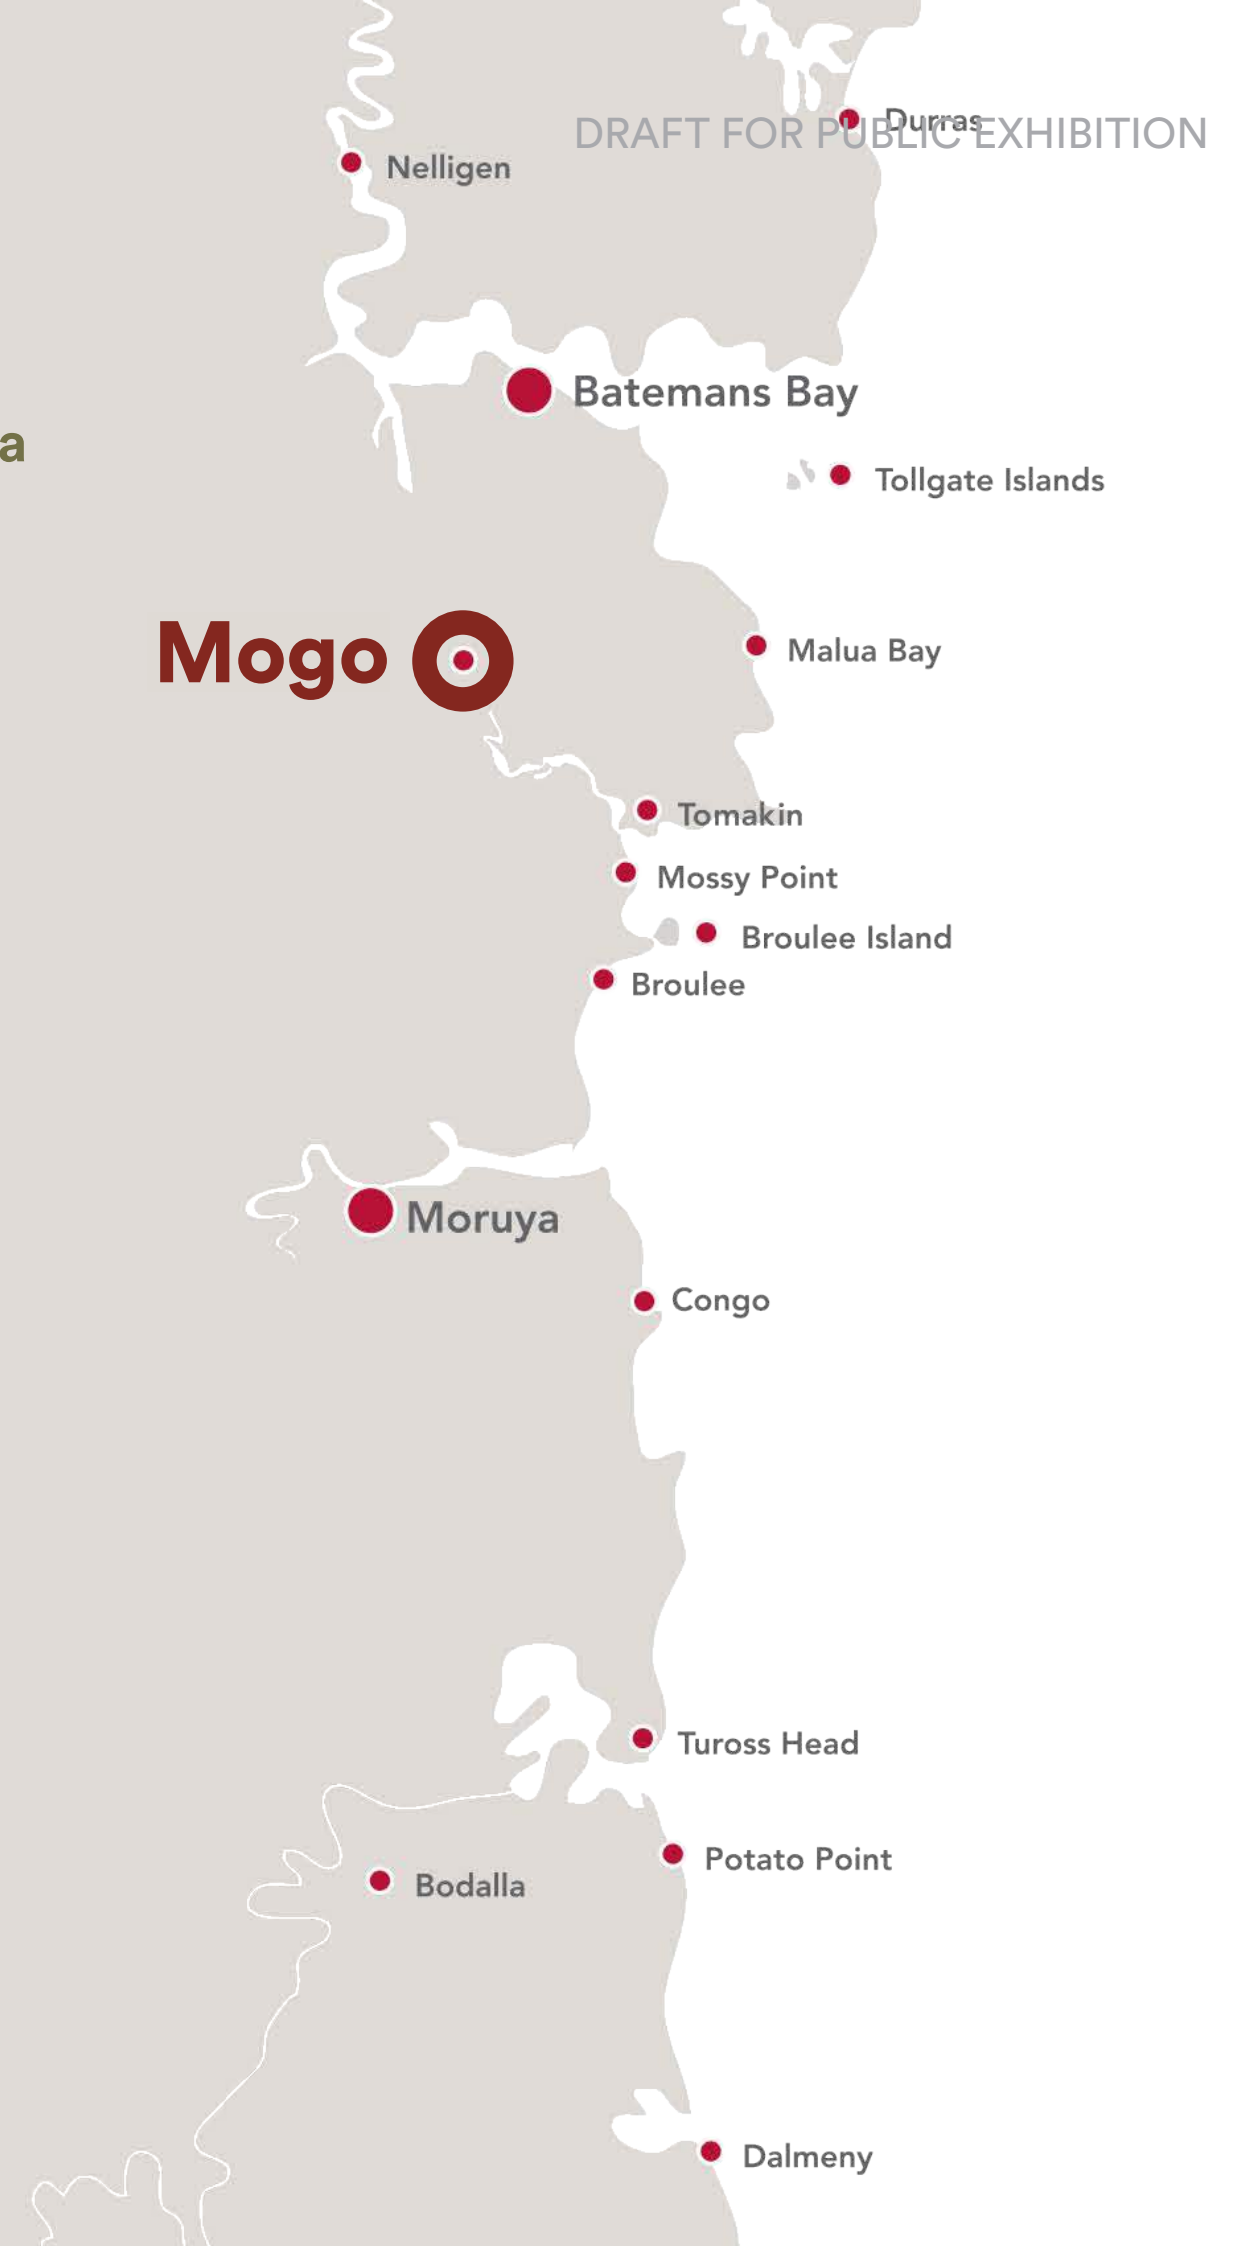 Durras
DRAFT FOR PUBLIC EXHIBITION
Nelligen
Batemans Bay
a
Tollgate Islands
Mogo
Malua Bay
Tomakin
Mossy Point
Broulee Island
Broulee
Moruya
Congo
Tuross Head
Potato Point
Bodalla
Dalmeny